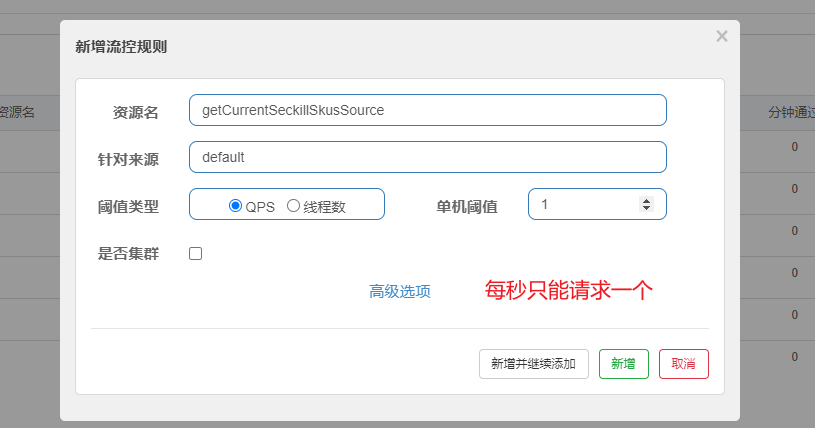 新增流控规则
×
资源名
分钟通过
资源名 getCurrentSeckillSkusSource
0
针对来源 default
0
阈值类型 QPS 线程数 单机阈值 1
0
是否集群
0
高级选项 每秒只能请求一个
0
新增并继续添加 新增 取消
0